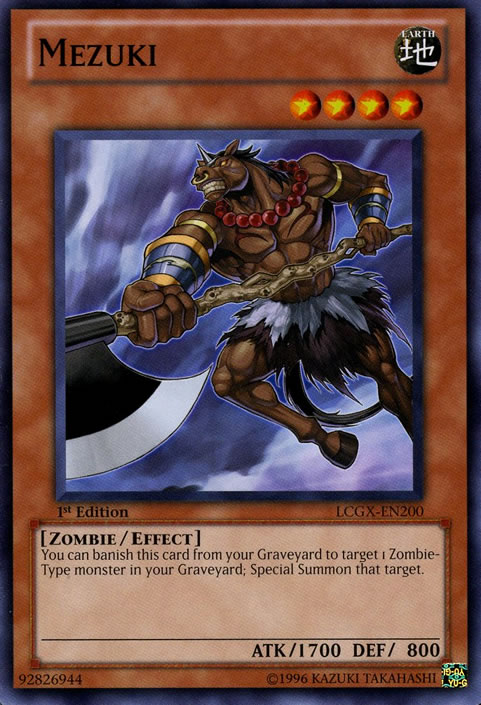 MEZUKI
EARTH
地
1st Edition
LCGX-EN200
[ZOMBIE/EFFECT]
You can banish this card from your Graveyard to target 1 Zombie-
Type monster in your Graveyard; Special Summon that target.
ATK/1700 DEF/ 800
92826944
©1996 KAZUKI TAKAHASHI